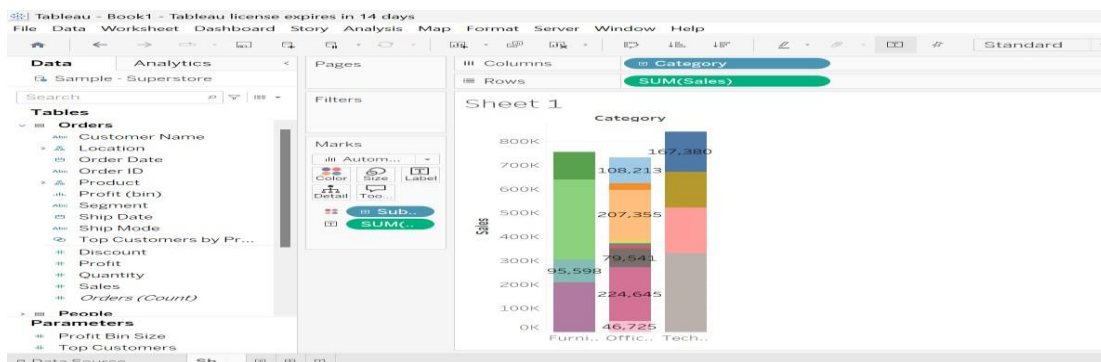 Tableau - Book1 - Tableau license expires in 14 days
File Data Worksheet Dashboard Story Analysis Map Format Server Window Help
Standard
Data Analytics
Sample - Superstore
Search
Tables
Orders
Abc Customer Name
Location
Order Date
Abc Order ID
Product
Profit (bin)
Abc Segment
Ship Date
Abc Ship Mode
Top Customers by Pr...
Discount
Profit
Quantity
Sales
Orders (Count)
People
Parameters
Profit Bin Size
Top Customers
Data Source
Sh
Pages
Filters
Marks
Autom...
Color Size Label
Detail Too...
Sub..
SUM(..
Columns Category
Rows SUM(Sales)
Sheet 1
Category
Sales
800K
700K
600K
500K
400K
300K
200K
100K
0K
167,380
108,213
207,355
79,541
95,598
224,645
46,725
Furni.. Offic.. Tech..